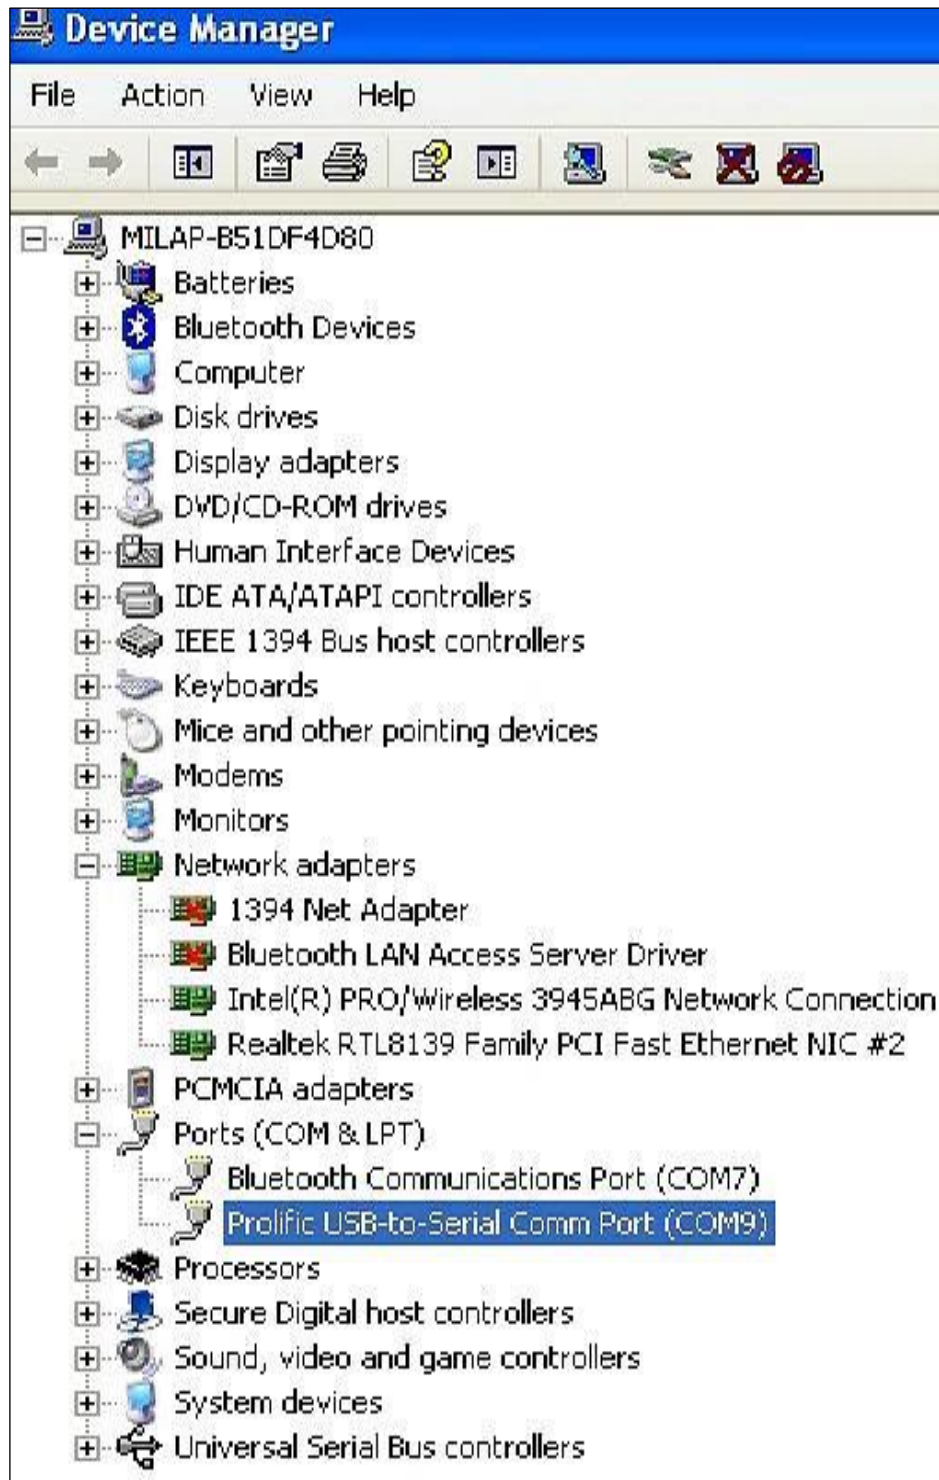 Device Manager
File Action View Help
MILAP-B51DF4D80
Batteries
Bluetooth Devices
Computer
Disk drives
Display adapters
DVD/CD-ROM drives
Human Interface Devices
IDE ATA/ATAPI controllers
IEEE 1394 Bus host controllers
Keyboards
Mice and other pointing devices
Modems
Monitors
Network adapters
1394 Net Adapter
Bluetooth LAN Access Server Driver
Intel(R) PRO/Wireless 3945ABG Network Connection
Realtek RTL8139 Family PCI Fast Ethernet NIC #2
PCMCIA adapters
Ports (COM & LPT)
Bluetooth Communications Port (COM7)
Prolific USB-to-Serial Comm Port (COM9)
Processors
Secure Digital host controllers
Sound, video and game controllers
System devices
Universal Serial Bus controllers